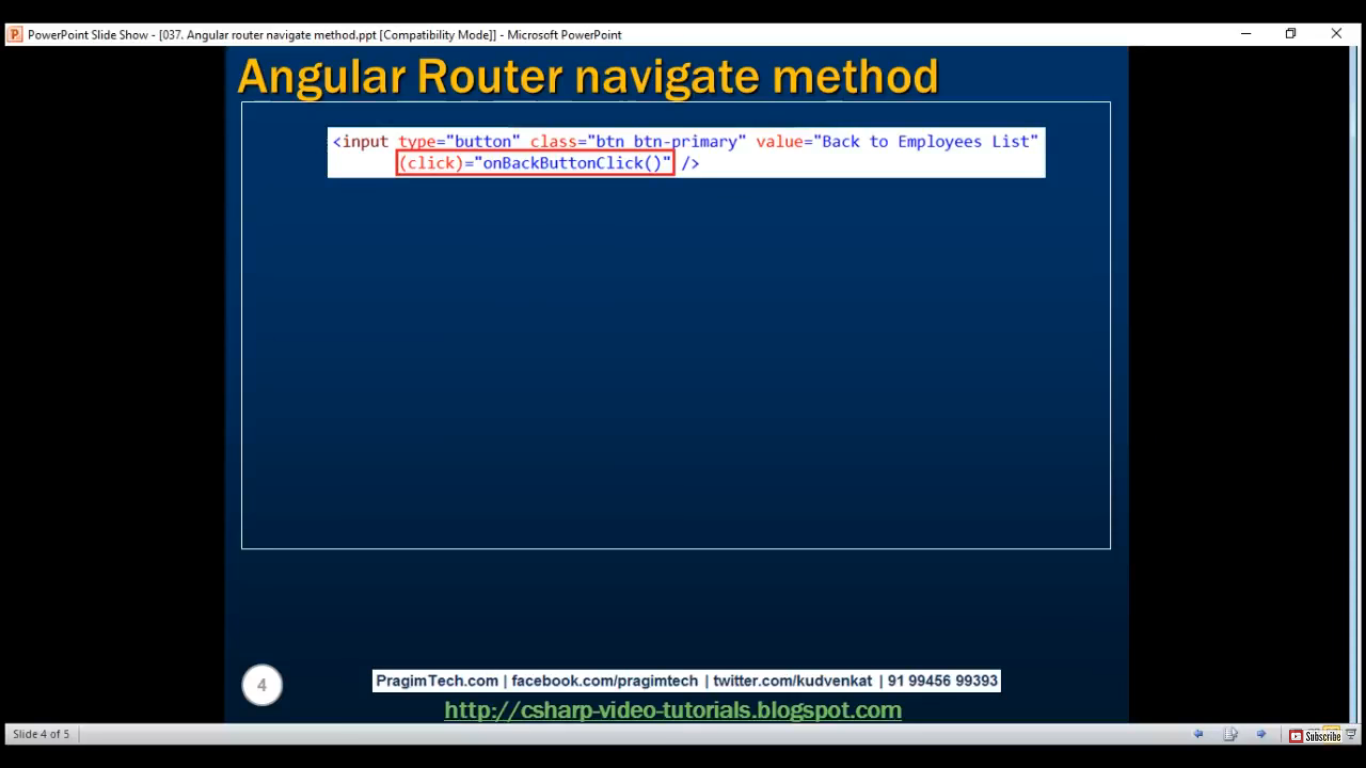 PowerPoint Slide Show - [037. Angular router navigate method.ppt [Compatibility Mode]] - Microsoft PowerPoint
Angular Router navigate method
<input type="button" class="btn btn-primary" value="Back to Employees List"
(click)="onBackButtonClick()" />
4
PragimTech.com | facebook.com/pragimtech | twitter.com/kudvenkat | 91 99456 99393
http://csharp-video-tutorials.blogspot.com
Slide 4 of 5
Subscribe